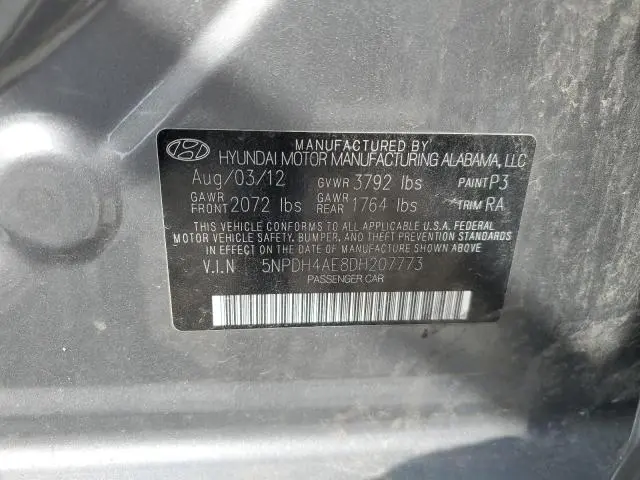 MANUFACTURED BY
HYUNDAI MOTOR MANUFACTURING ALABAMA, LLC
Aug/03/12 GVWR 3792 lbs PAINT P3
GAWR FRONT 2072 lbs GAWR REAR 1764 lbs TRIM RA
THIS VEHICLE CONFORMS TO ALL APPLICABLE U.S.A. FEDERAL
MOTOR VEHICLE SAFETY, BUMPER, AND THEFT PREVENTION STANDARDS
IN EFFECT ON THE DATE OF MANUFACTURE SHOWN ABOVE
V.I.N 5NPDH4AE8DH207773
PASSENGER CAR